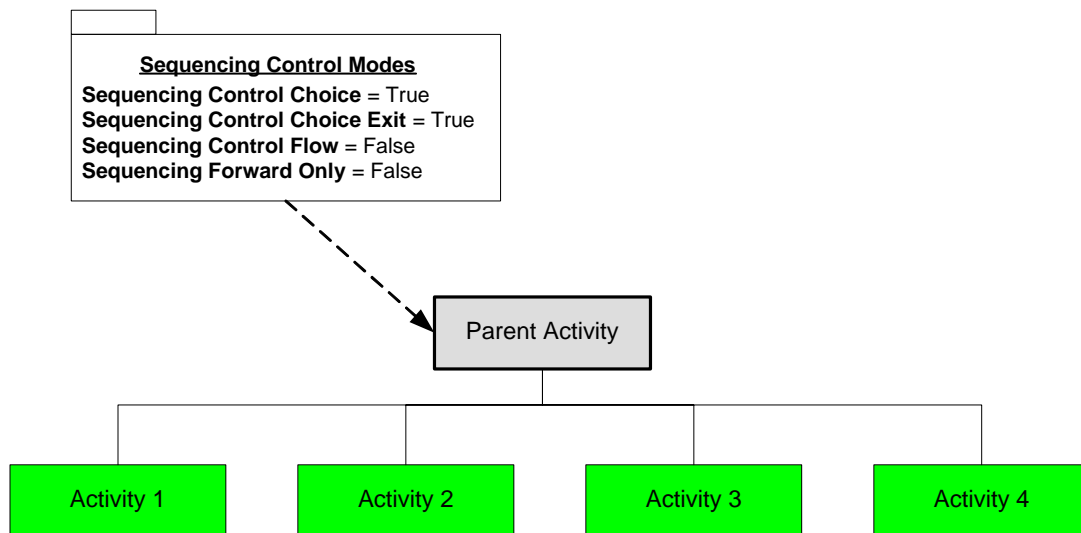 Sequencing Control Modes
Sequencing Control Choice = True
Sequencing Control Choice Exit = True
Sequencing Control Flow = False
Sequencing Forward Only = False
Parent Activity
Activity 1
Activity 2
Activity 3
Activity 4